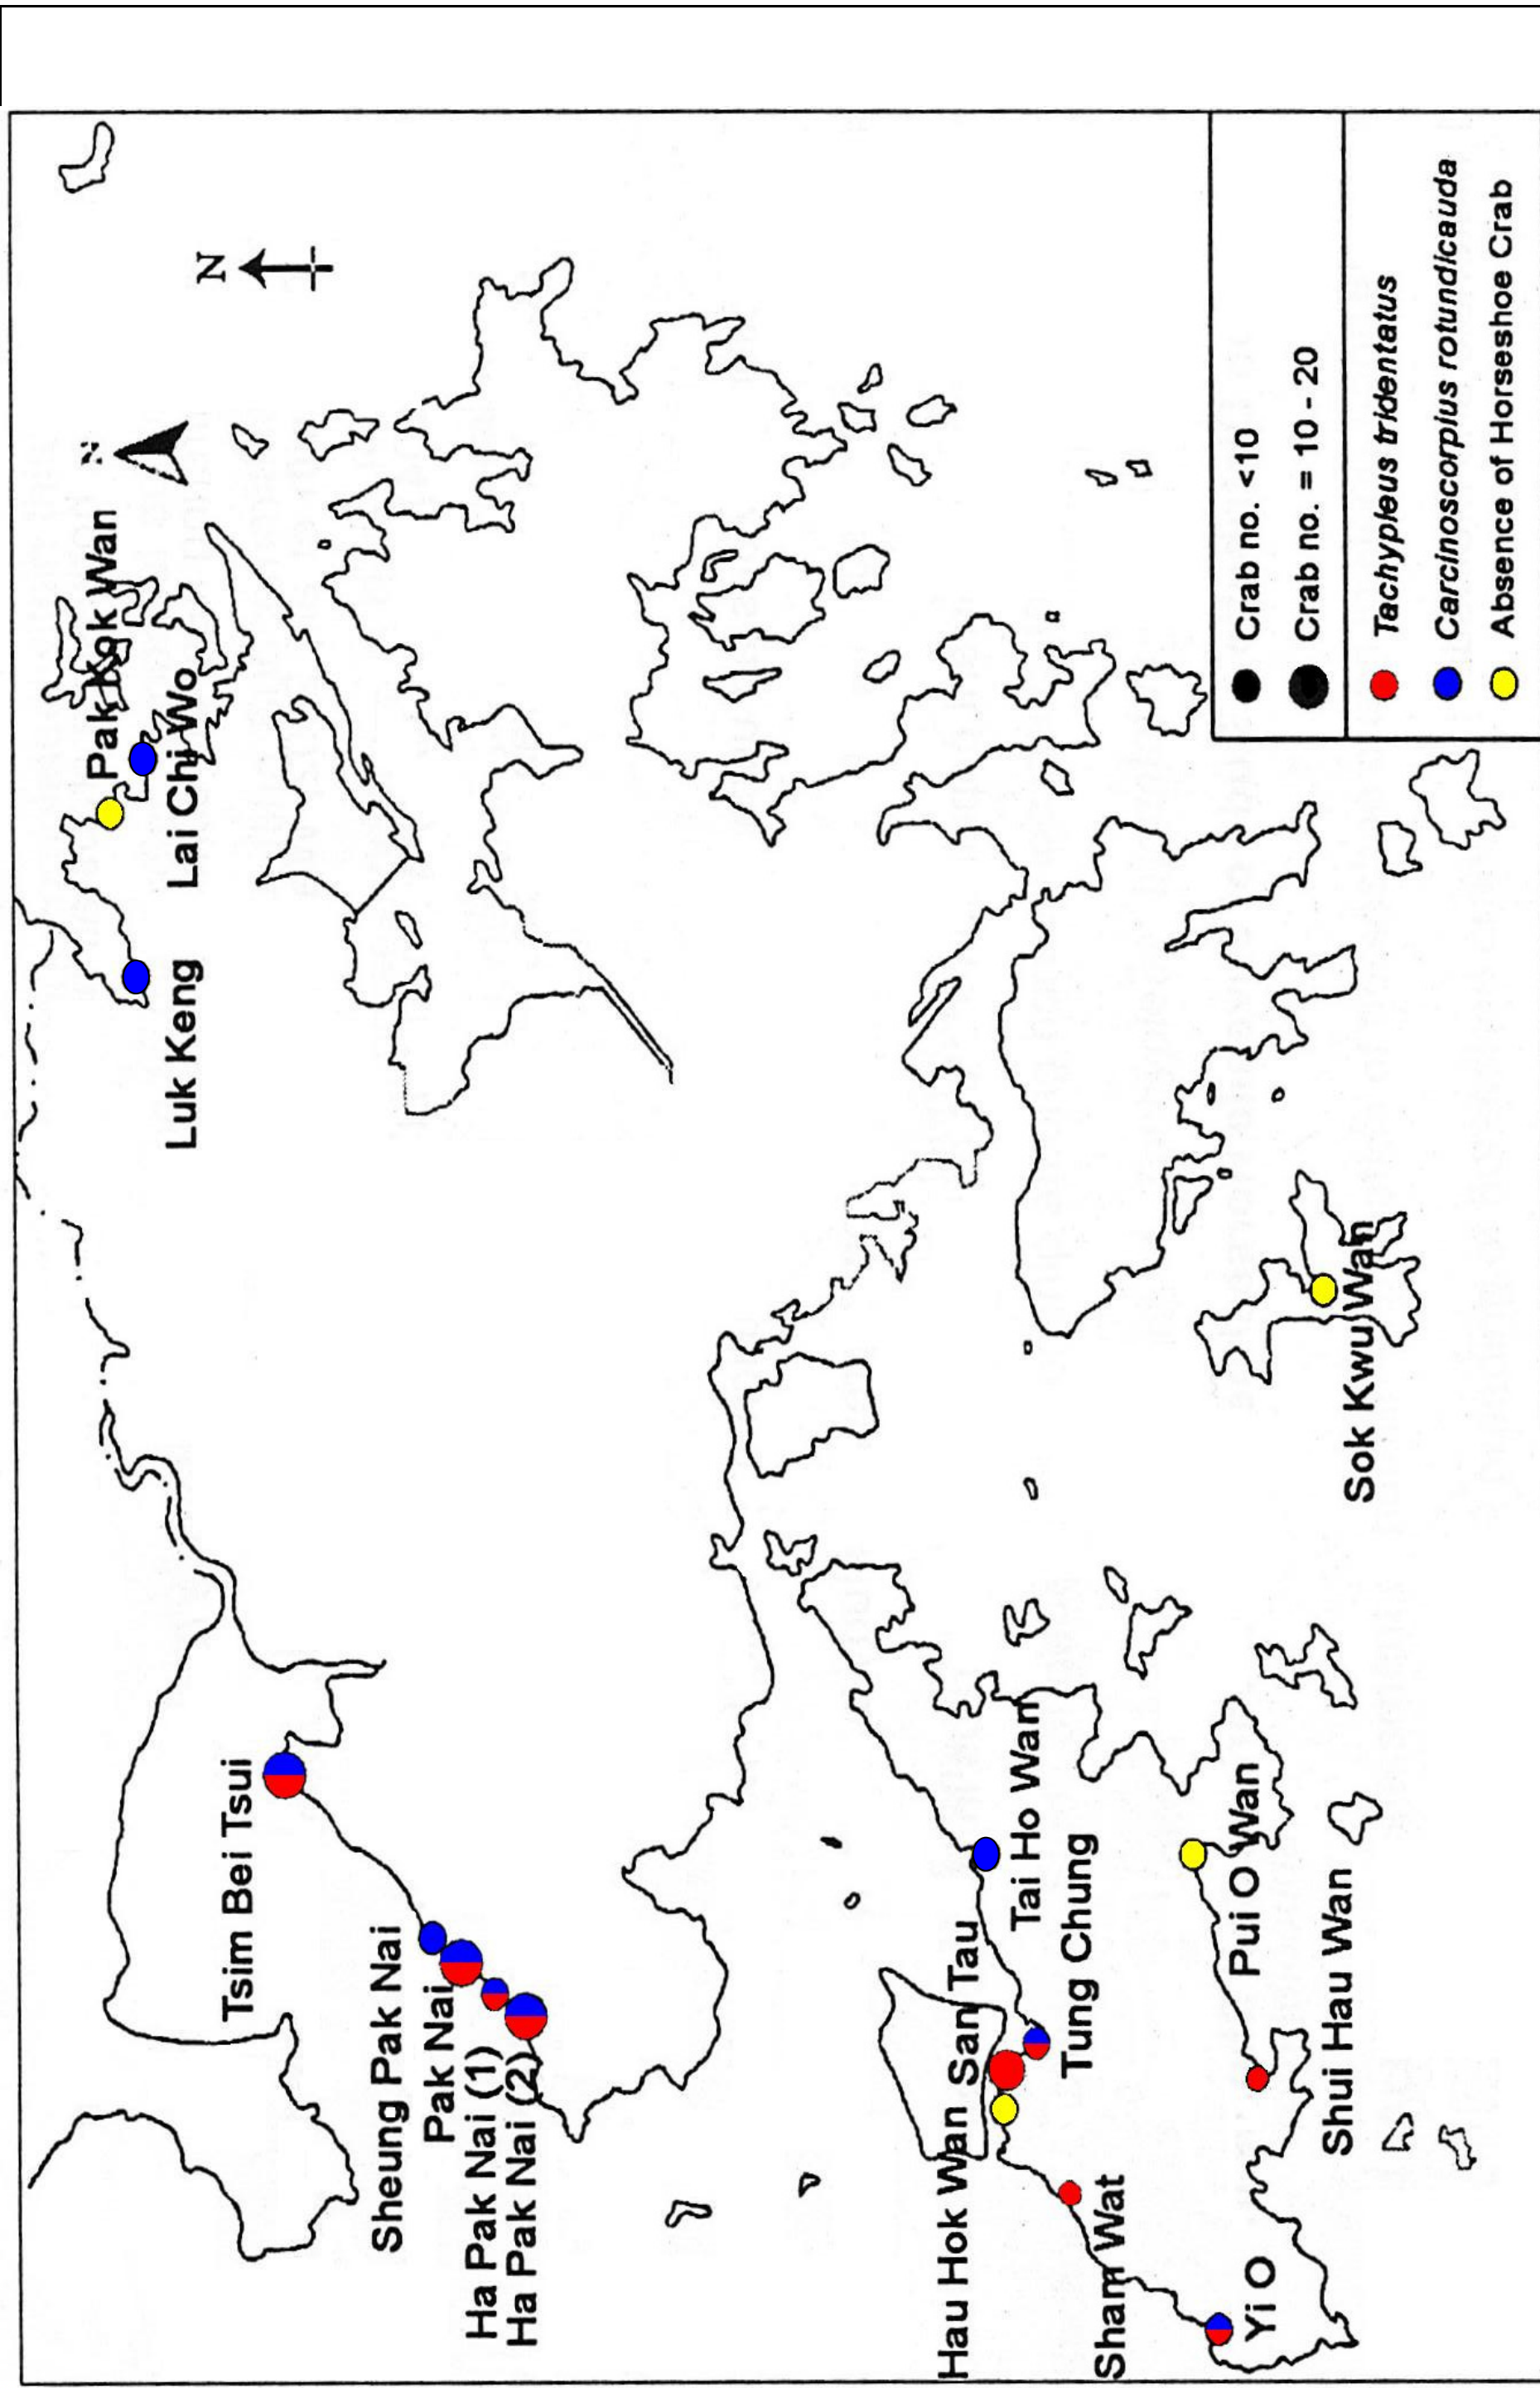 N
N
Pak Kok Wan
Lai Chi Wo
Luk Keng
Tsim Bei Tsui
Sheung Pak Nai
Pak Nai
Ha Pak Nai (1)
Ha Pak Nai (2)
Hau Hok Wan
San Tau
Tai Ho Wan
Tung Chung
Sham Wat
Yi O
Pui O Wan
Shui Hau Wan
Sok Kwu Wan
Crab no. <10
Crab no. = 10 - 20
Tachypleus tridentatus
Carcinoscorpius rotundicauda
Absence of Horseshoe Crab